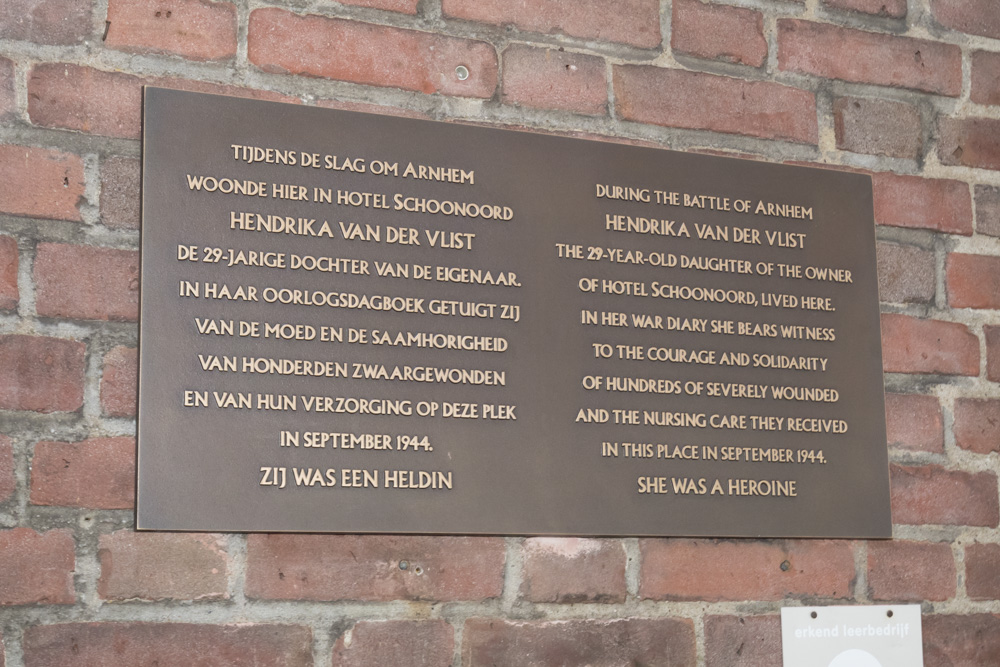 TIJDENS DE SLAG OM ARNHEM
WOONDE HIER IN HOTEL SCHOONOORD
HENDRIKA VAN DER VLIST
DE 29-JARIGE DOCHTER VAN DE EIGENAAR.
IN HAAR OORLOGSDAGBOEK GETUIGT ZIJ
VAN DE MOED EN DE SAAMHORIGHEID
VAN HONDERDEN ZWAARGEWONDEN
EN VAN HUN VERZORGING OP DEZE PLEK
IN SEPTEMBER 1944.
ZIJ WAS EEN HELDIN
DURING THE BATTLE OF ARNHEM
HENDRIKA VAN DER VLIST
THE 29-YEAR-OLD DAUGHTER OF THE OWNER
OF HOTEL SCHOONOORD, LIVED HERE.
IN HER WAR DIARY SHE BEARS WITNESS
TO THE COURAGE AND SOLIDARITY
OF HUNDREDS OF SEVERELY WOUNDED
AND THE NURSING CARE THEY RECEIVED
IN THIS PLACE IN SEPTEMBER 1944.
SHE WAS A HEROINE
erkend leerbedrijf